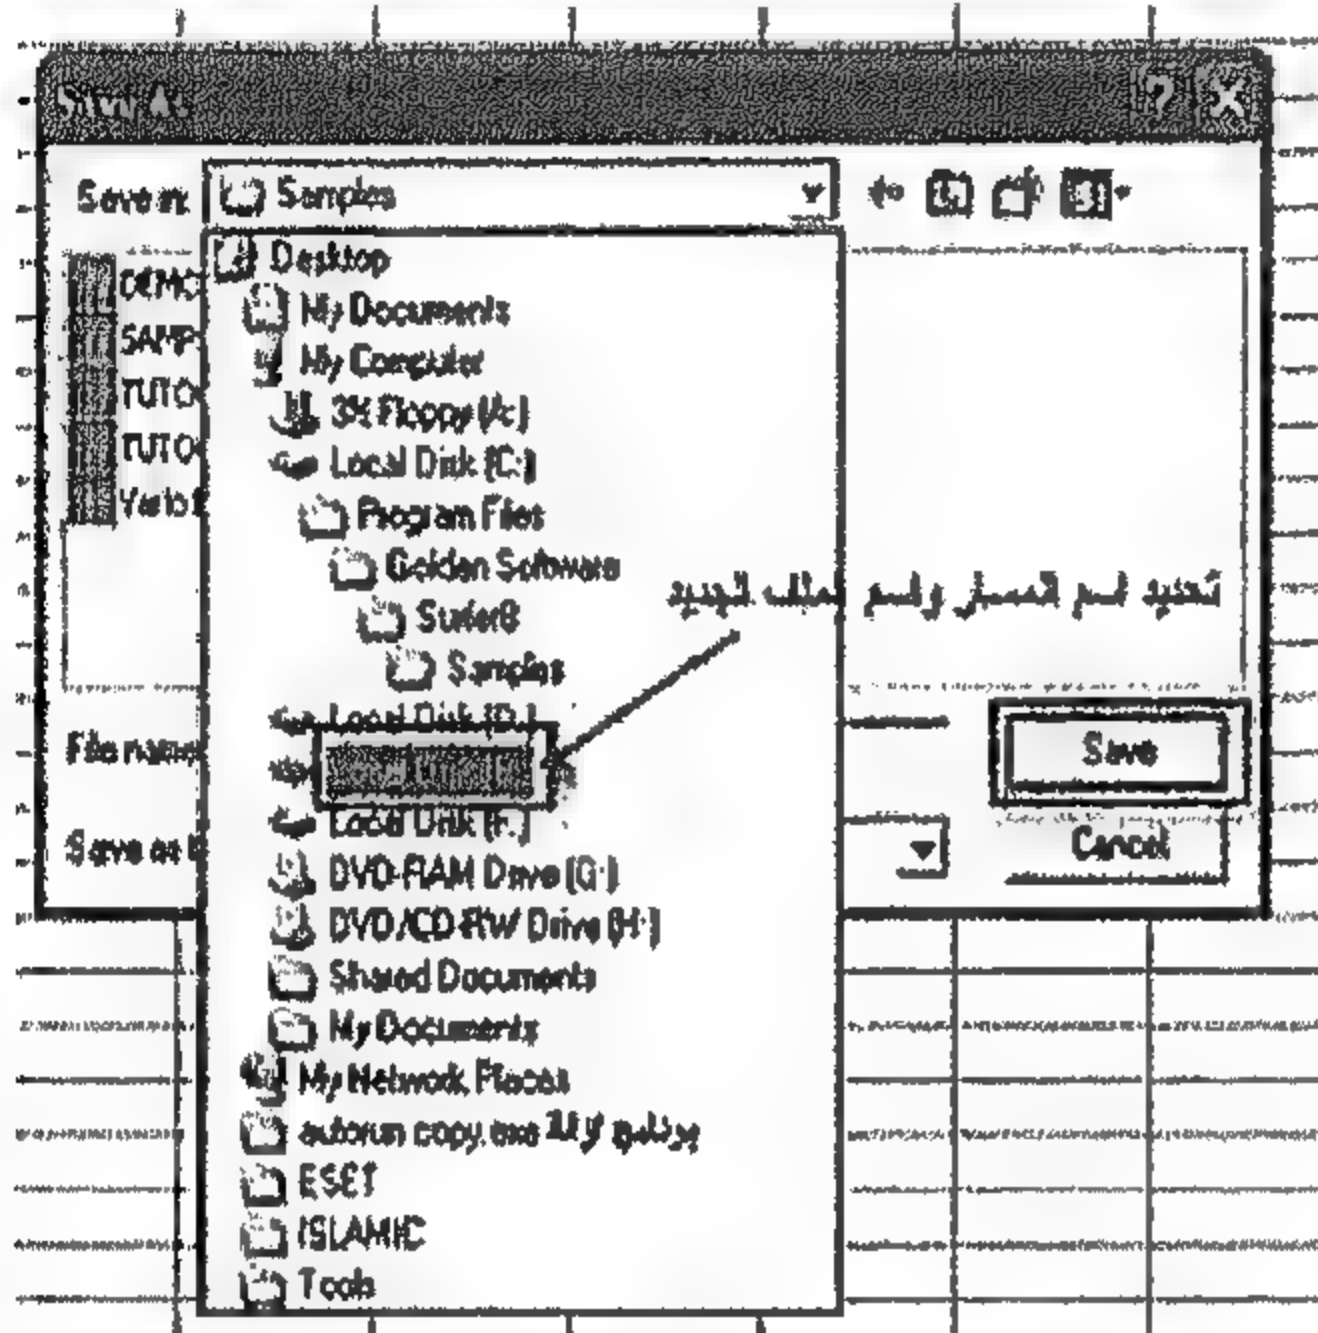 Save As
Save in: Samples
Desktop
My Documents
My Computer
3½ Floppy (A:)
Local Disk (C:)
Program Files
Golden Software
Surfer8
Samples
Local Disk (D:)
Local Disk (E:)
Local Disk (F:)
DVD-RAM Drive (G:)
DVD/CD-RW Drive (H:)
Shared Documents
My Documents
My Network Places
autorun copy.exe برنامج لإزالة
ESET
ISLAMIC
Tools
DEMO
SAMP
TUTO
TUTO
تحديد اسم المسار واسم الملف الجديد
File name
Save
Save as t
Cancel